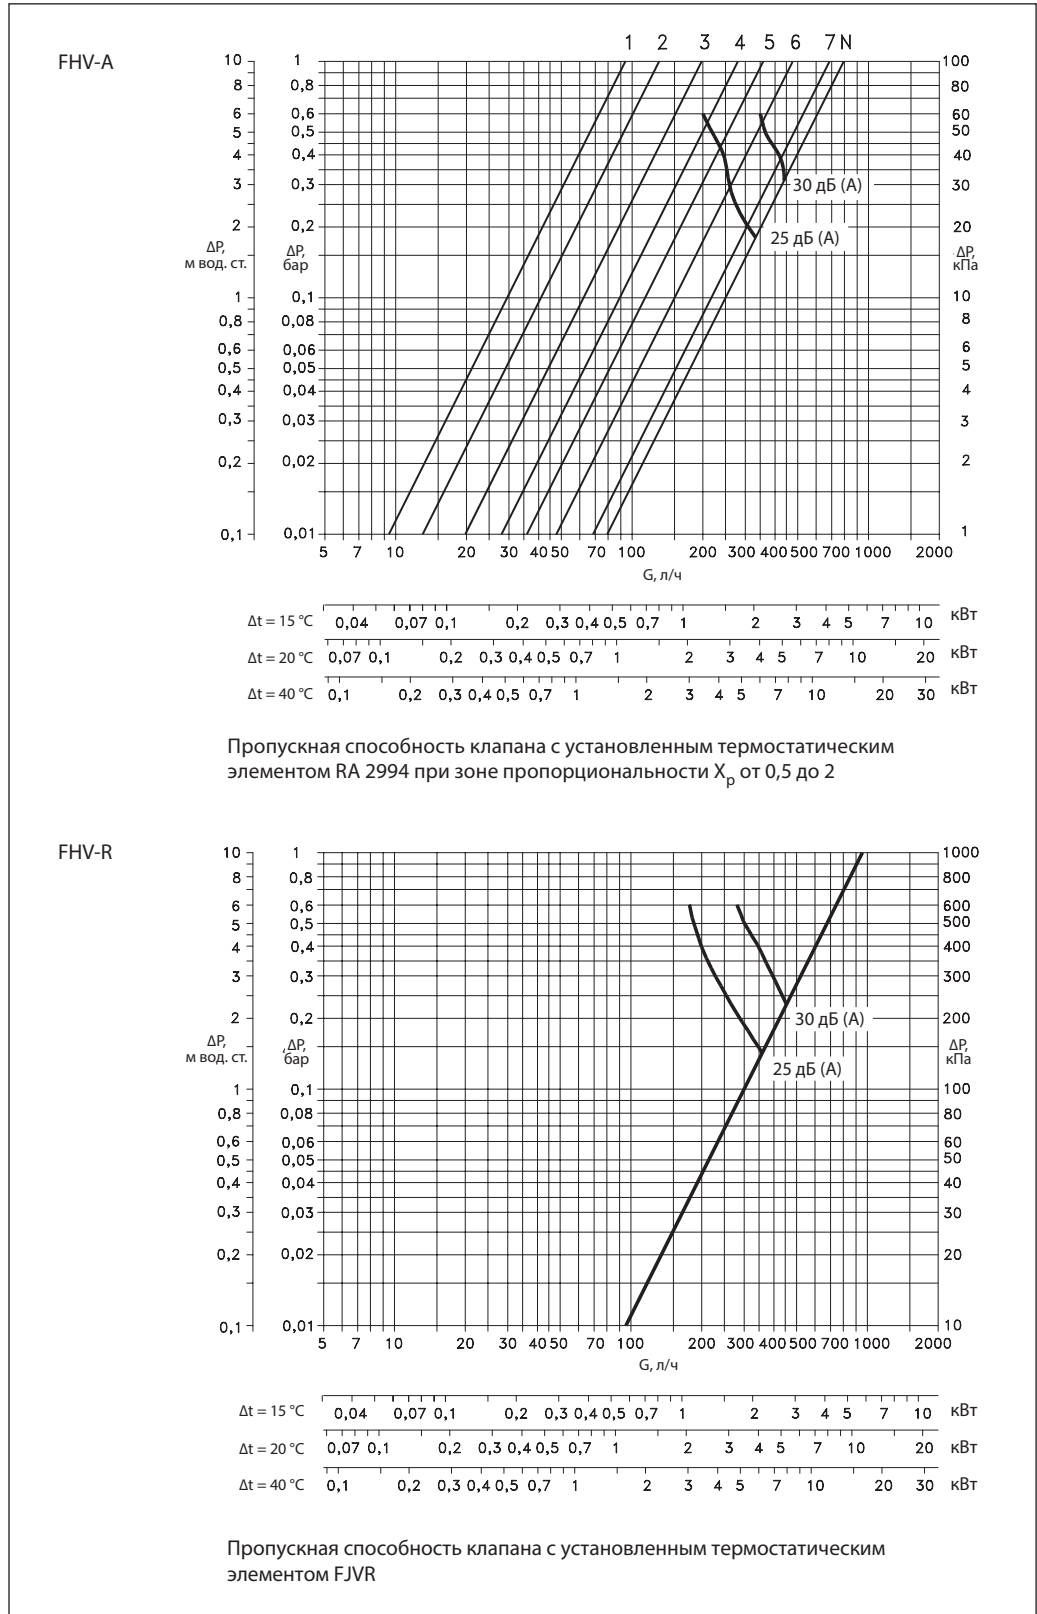 FHV-A
1 2 3 4 5 6 7 N
10 1 100
8 0,8 80
6 0,6 60
5 0,5 50
4 0,4 40
3 0,3 30 дБ (A) 30
2 0,2 20
25 дБ (A)
ΔP, м вод. ст. ΔP, бар ΔP, кПа
1 0,1 10
0,8 0,08 8
0,6 0,06 6
0,5 0,05 5
0,4 0,04 4
0,3 0,03 3
0,2 0,02 2
0,1 0,01 1
5 7 10 20 30 40 50 70 100 200 300 400 500 700 1000 2000
G, л/ч
Δt = 15 °C 0,04 0,07 0,1 0,2 0,3 0,4 0,5 0,7 1 2 3 4 5 7 10 кВт
Δt = 20 °C 0,07 0,1 0,2 0,3 0,4 0,5 0,7 1 2 3 4 5 7 10 20 кВт
Δt = 40 °C 0,1 0,2 0,3 0,4 0,5 0,7 1 2 3 4 5 7 10 20 30 кВт
Пропускная способность клапана с установленным термостатическим
элементом RA 2994 при зоне пропорциональности Xp от 0,5 до 2
FHV-R
10 1 1000
8 0,8 800
6 0,6 600
5 0,5 500
4 0,4 400
3 0,3 300
2 0,2 30 дБ (A) 200
ΔP, м вод. ст. ΔP, бар ΔP, кПа
25 дБ (A)
1 0,1 100
0,8 0,08 80
0,6 0,06 60
0,5 0,05 50
0,4 0,04 40
0,3 0,03 30
0,2 0,02 20
0,1 0,01 10
5 7 10 20 30 40 50 70 100 200 300 400 500 700 1000 2000
G, л/ч
Δt = 15 °C 0,04 0,07 0,1 0,2 0,3 0,4 0,5 0,7 1 2 3 4 5 7 10 кВт
Δt = 20 °C 0,07 0,1 0,2 0,3 0,4 0,5 0,7 1 2 3 4 5 7 10 20 кВт
Δt = 40 °C 0,1 0,2 0,3 0,4 0,5 0,7 1 2 3 4 5 7 10 20 30 кВт
Пропускная способность клапана с установленным термостатическим
элементом FJVR